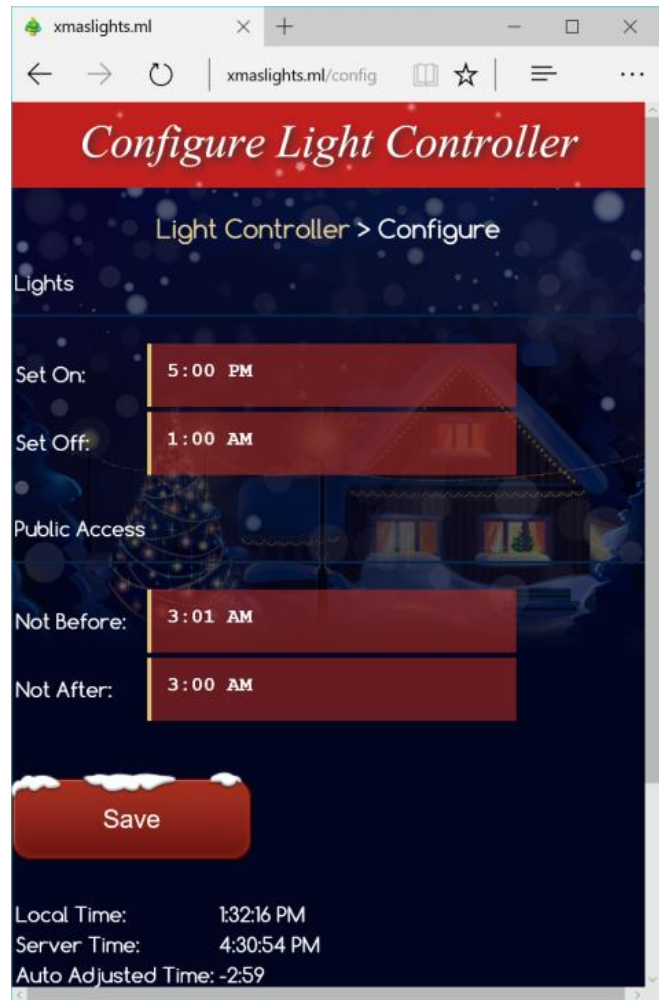 xmaslights.ml
xmaslights.ml/config
Configure Light Controller
Light Controller > Configure
Lights
Set On: 5:00 PM
Set Off: 1:00 AM
Public Access
Not Before: 3:01 AM
Not After: 3:00 AM
Save
Local Time: 1:32:16 PM
Server Time: 4:30:54 PM
Auto Adjusted Time: -2:59